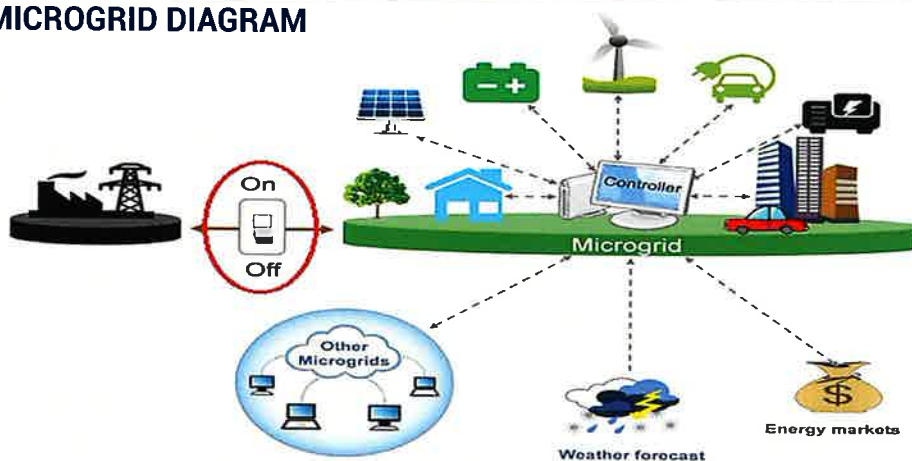 MICROGRID DIAGRAM
On
Off
Controller
Microgrid
Other
Microgrids
$
Energy markets
Weather forecast